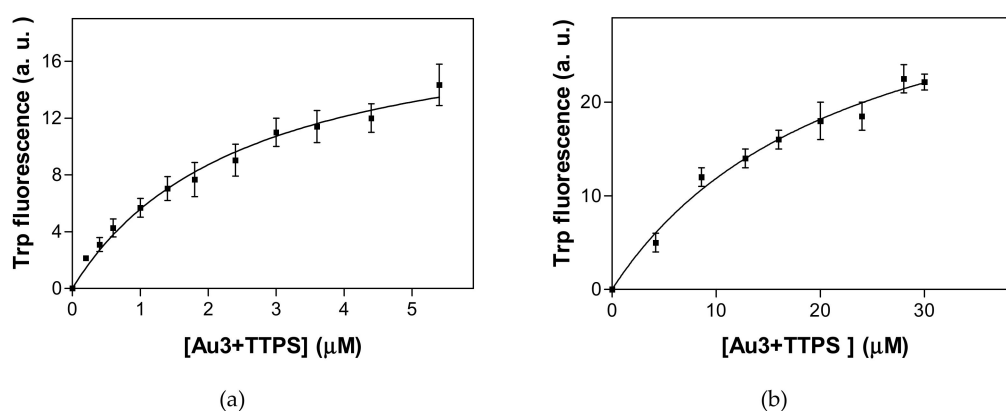 Trp fluorescence (a. u. )
16
12
8
4
0
0 1 2 3 4 5
[Au3+TTPS] (μM)
(a)
Trp fluorescence (a. u. )
20
10
0
0 10 20 30
[Au3+TTPS ] (μM)
(b)